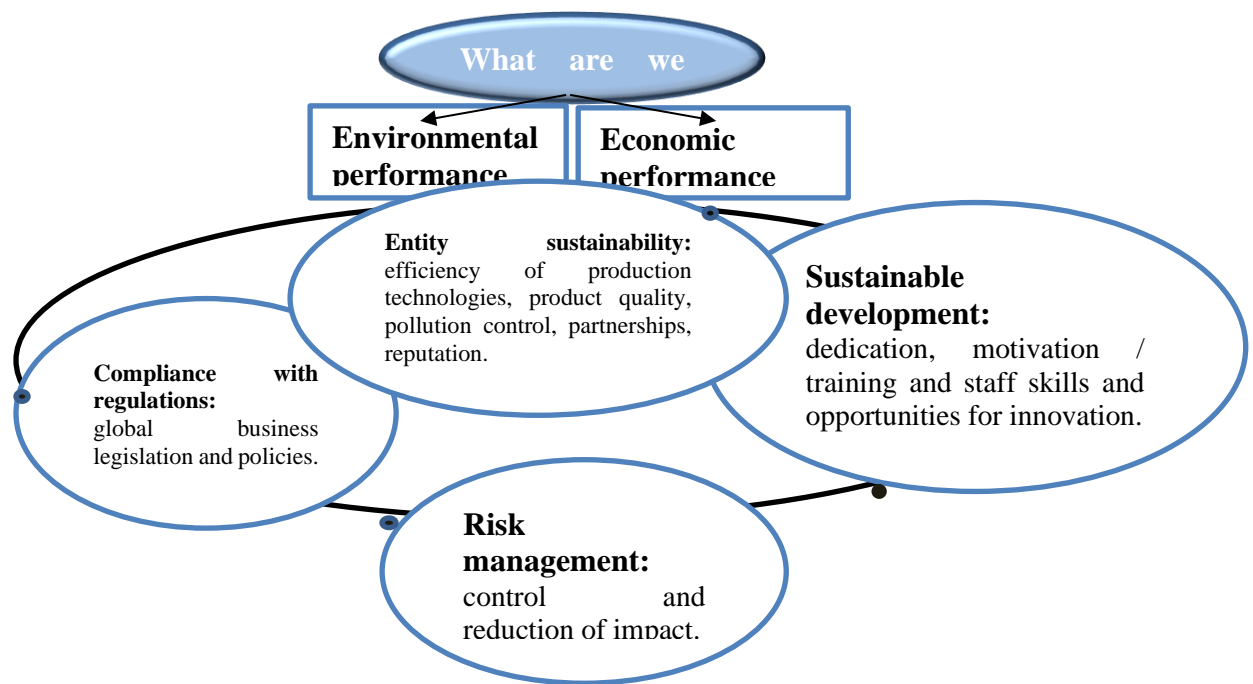 What are we
Environmental
performance
Economic
performance
Entity sustainability:
efficiency of production
technologies, product quality,
pollution control, partnerships,
reputation.
Sustainable
development:
dedication, motivation /
training and staff skills and
opportunities for innovation.
Compliance with
regulations:
global business
legislation and policies.
Risk
management:
control and
reduction of impact.